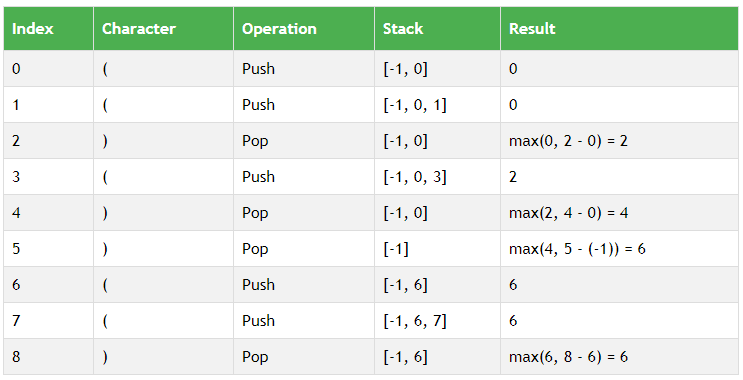 Index Character Operation Stack Result
0 ( Push [-1, 0] 0
1 ( Push [-1, 0, 1] 0
2 ) Pop [-1, 0] max(0, 2 - 0) = 2
3 ( Push [-1, 0, 3] 2
4 ) Pop [-1, 0] max(2, 4 - 0) = 4
5 ) Pop [-1] max(4, 5 - (-1)) = 6
6 ( Push [-1, 6] 6
7 ( Push [-1, 6, 7] 6
8 ) Pop [-1, 6] max(6, 8 - 6) = 6